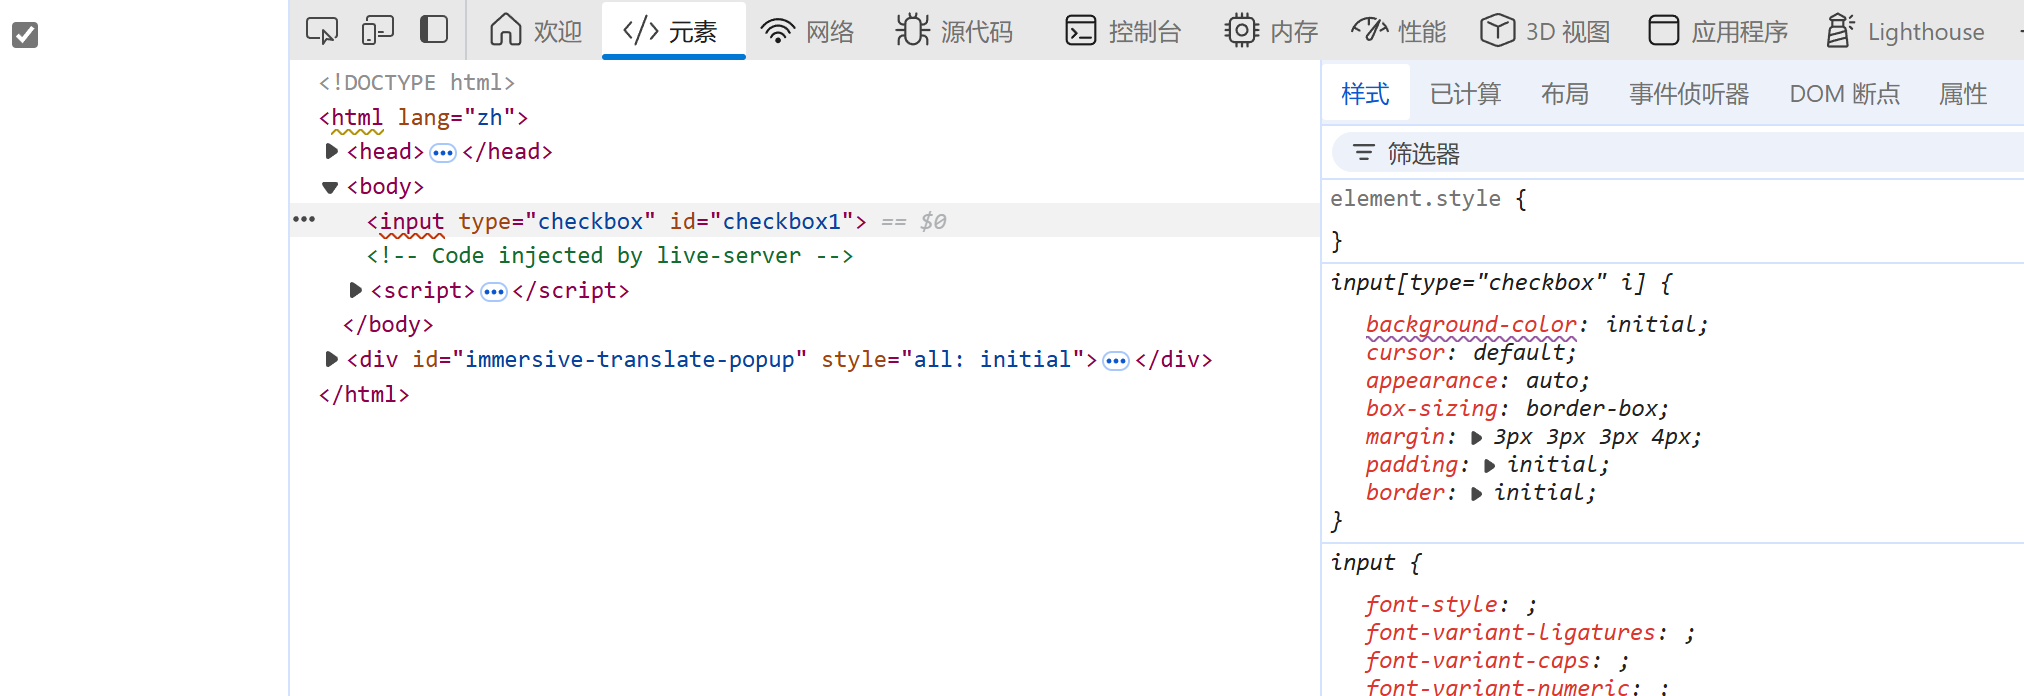 欢迎 元素 网络 源代码 控制台 内存 性能 3D 视图 应用程序 Lighthouse
<!DOCTYPE html>
<html lang="zh">
<head> ••• </head>
<body>
••• <input type="checkbox" id="checkbox1"> == $0
<!-- Code injected by live-server -->
<script> ••• </script>
</body>
<div id="immersive-translate-popup" style="all: initial"> ••• </div>
</html>
样式 已计算 布局 事件侦听器 DOM 断点 属性
筛选器
element.style {
}
input[type="checkbox" i] {
background-color: initial;
cursor: default;
appearance: auto;
box-sizing: border-box;
margin: 3px 3px 3px 4px;
padding: initial;
border: initial;
}
input {
font-style: ;
font-variant-ligatures: ;
font-variant-caps: ;
font-variant-numeric: ;